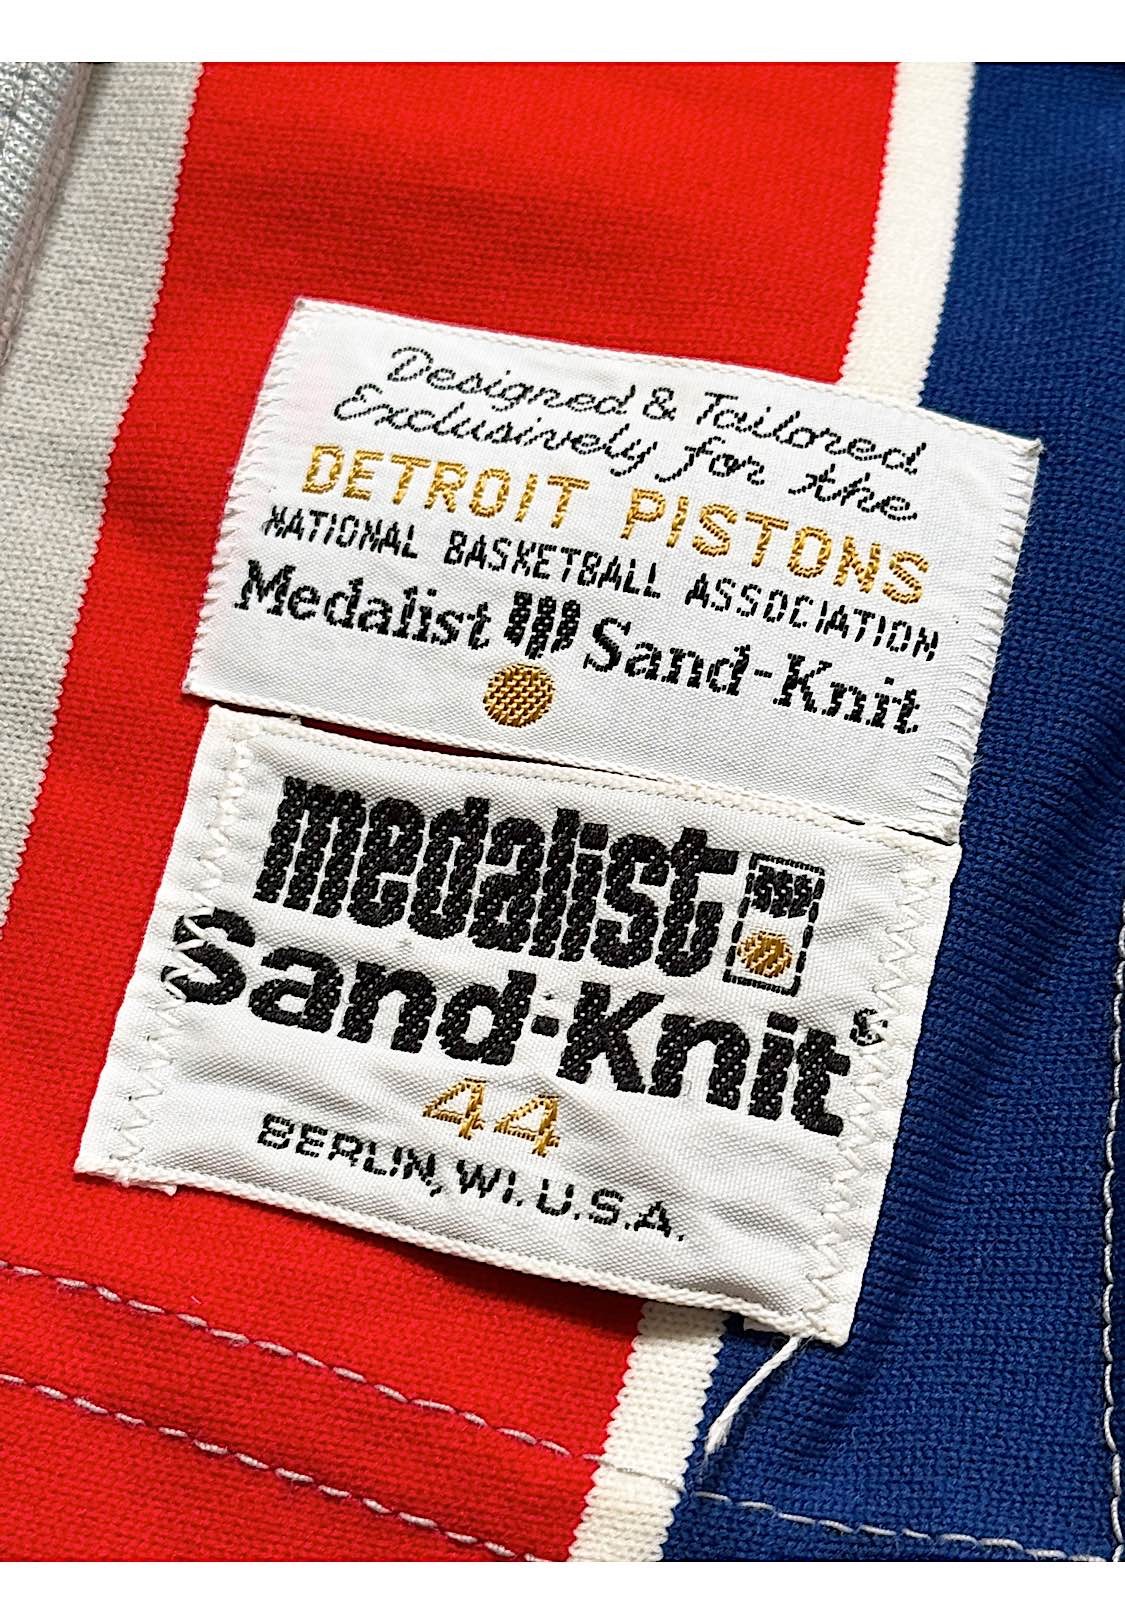 Designed & Tailored
Exclusively for the
DETROIT PISTONS
NATIONAL BASKETBALL ASSOCIATION
Medalist Sand-Knit
medalist
Sand-Knit
44
BERLIN, WI. U.S.A.